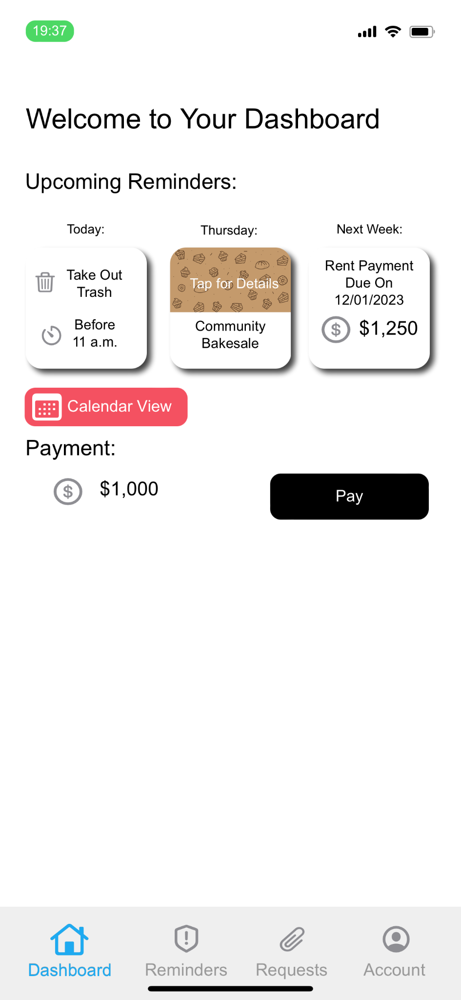 19:37
Welcome to Your Dashboard
Upcoming Reminders:
Today:
Take Out
Trash
Before
11 a.m.
Thursday:
Tap for Details
Community
Bakesale
Next Week:
Rent Payment
Due On
12/01/2023
$ $1,250
Calendar View
Payment:
$ $1,000
Pay
Dashboard
Reminders
Requests
Account